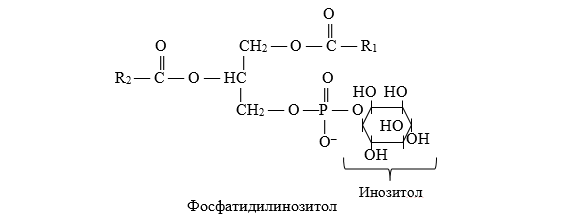 O O
CH2 — O — C — R1
R2 — C — O — HC O HO HO
CH2 — O — P — O HO
O− OH OH
Инозитол
Фосфатидилинозитол